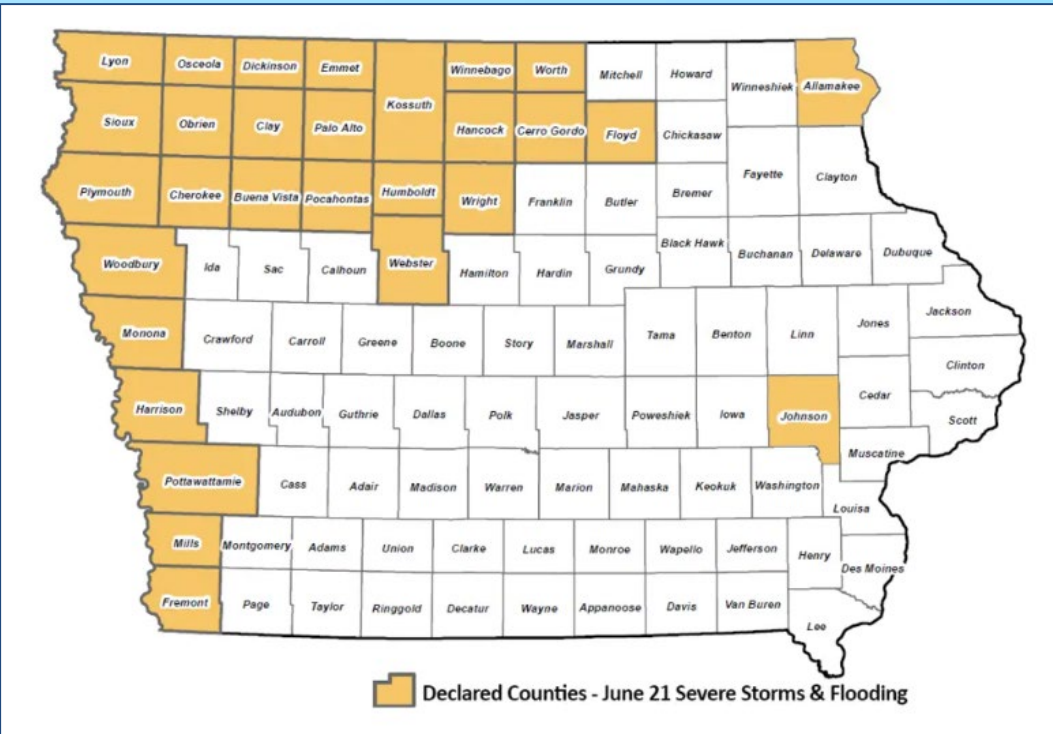 Lyon
Osceola
Dickinson
Emmet
Kossuth
Winnebago
Worth
Mitchell
Howard
Winneshiek
Allamakee
Sioux
Obrien
Clay
Palo Alto
Hancock
Cerro Gordo
Floyd
Chickasaw
Plymouth
Cherokee
Buena Vista
Pocahontas
Humboldt
Wright
Franklin
Butler
Bremer
Fayette
Clayton
Woodbury
Ida
Sac
Calhoun
Webster
Hamilton
Hardin
Grundy
Black Hawk
Buchanan
Delaware
Dubuque
Monona
Crawford
Carroll
Greene
Boone
Story
Marshall
Tama
Benton
Linn
Jones
Jackson
Clinton
Harrison
Shelby
Audubon
Guthrie
Dallas
Polk
Jasper
Poweshiek
Iowa
Johnson
Cedar
Scott
Muscatine
Pottawattamie
Cass
Adair
Madison
Warren
Marion
Mahaska
Keokuk
Washington
Louisa
Mills
Montgomery
Adams
Union
Clarke
Lucas
Monroe
Wapello
Jefferson
Henry
Des Moines
Fremont
Page
Taylor
Ringgold
Decatur
Wayne
Appanoose
Davis
Van Buren
Lee
Declared Counties - June 21 Severe Storms & Flooding